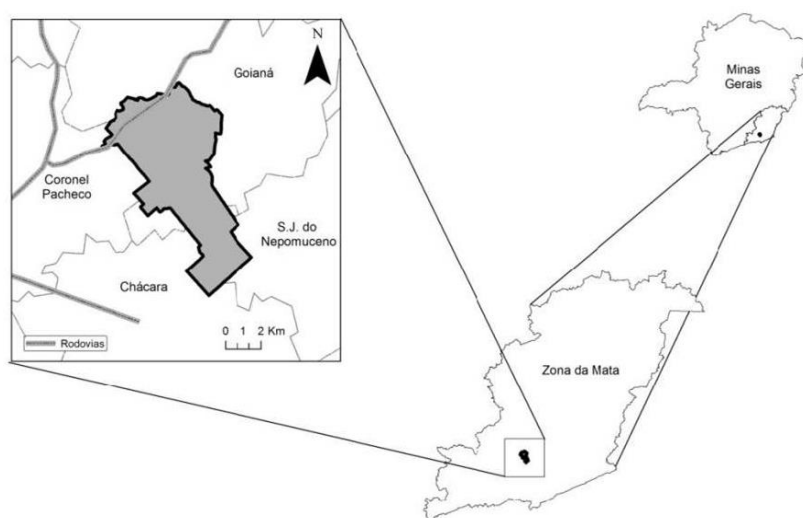 N
Goianá
Coronel
Pacheco
S.J. do
Nepomuceno
Chácara
0 1 2 Km
Rodovias
Minas
Gerais
Zona da Mata